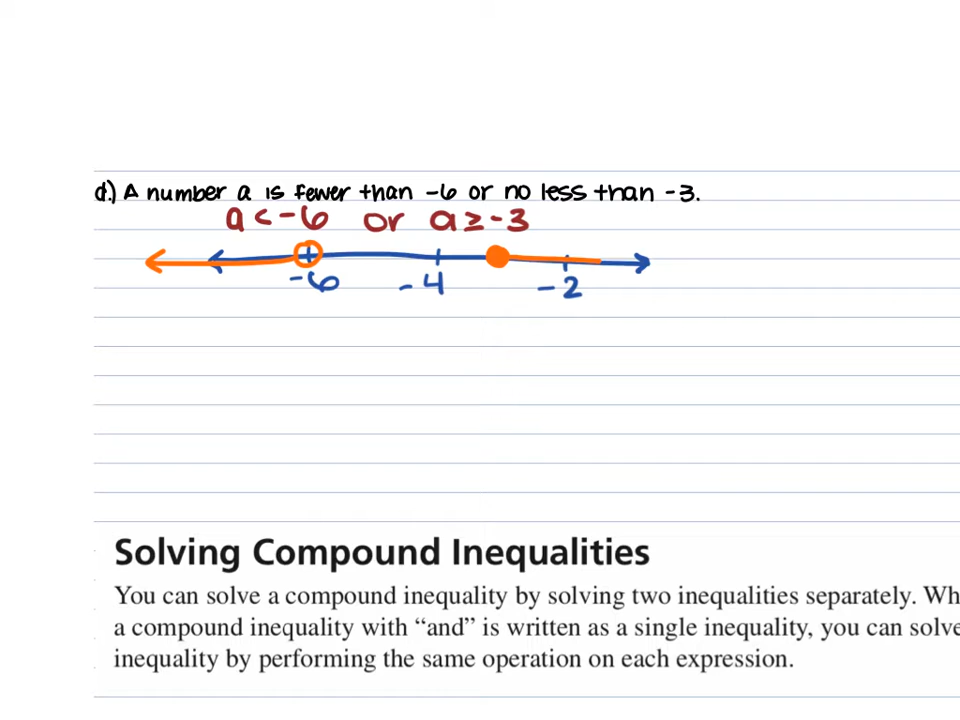 d.) A number a is fewer than -6 or no less than -3.
a < -6 or a ≥ -3
-6 -4 -2
Solving Compound Inequalities
You can solve a compound inequality by solving two inequalities separately. Wh
a compound inequality with “and” is written as a single inequality, you can solve
inequality by performing the same operation on each expression.